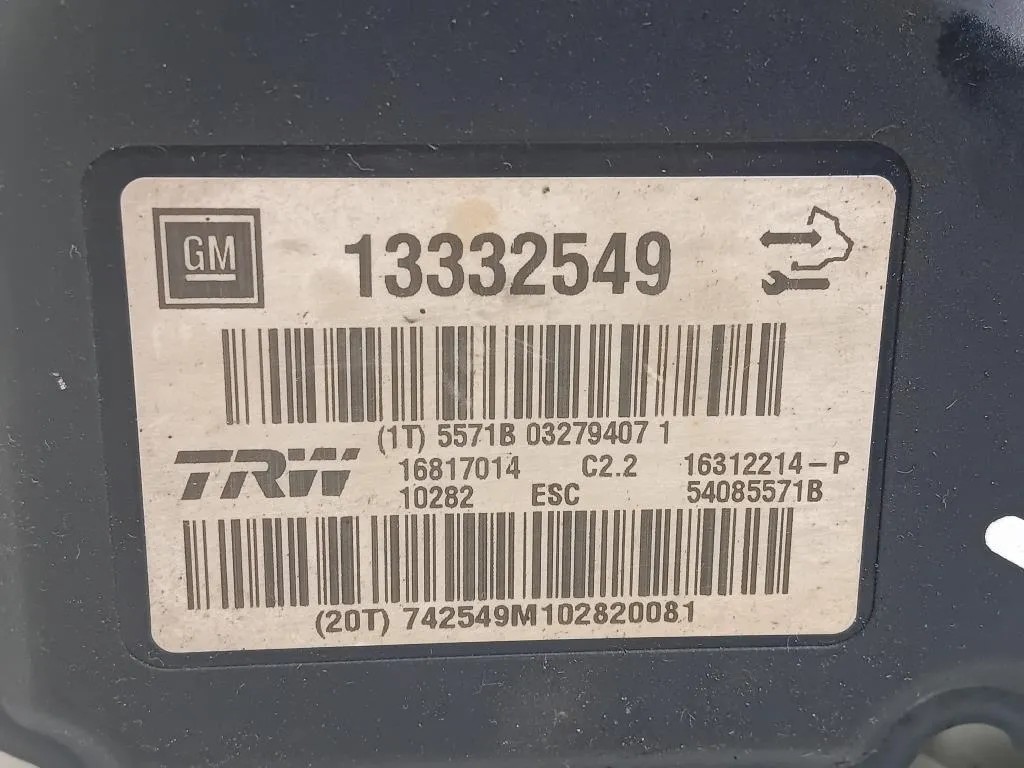 GM
13332549
(1T) 5571B 03279407 1
TRW
16817014 C2.2 16312214-P
10282 ESC 54085571B
(20T) 742549M102820081